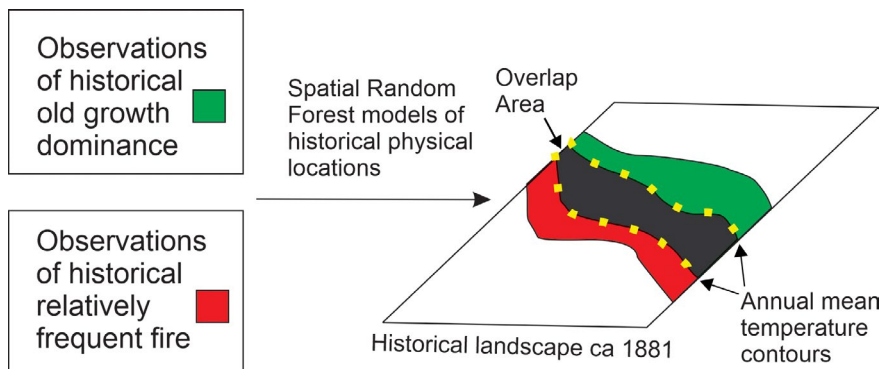 Observations
of historical
old growth
dominance
Observations
of historical
relatively
frequent fire
Spatial Random
Forest models of
historical physical
locations
Overlap
Area
Annual mean
temperature
contours
Historical landscape ca 1881